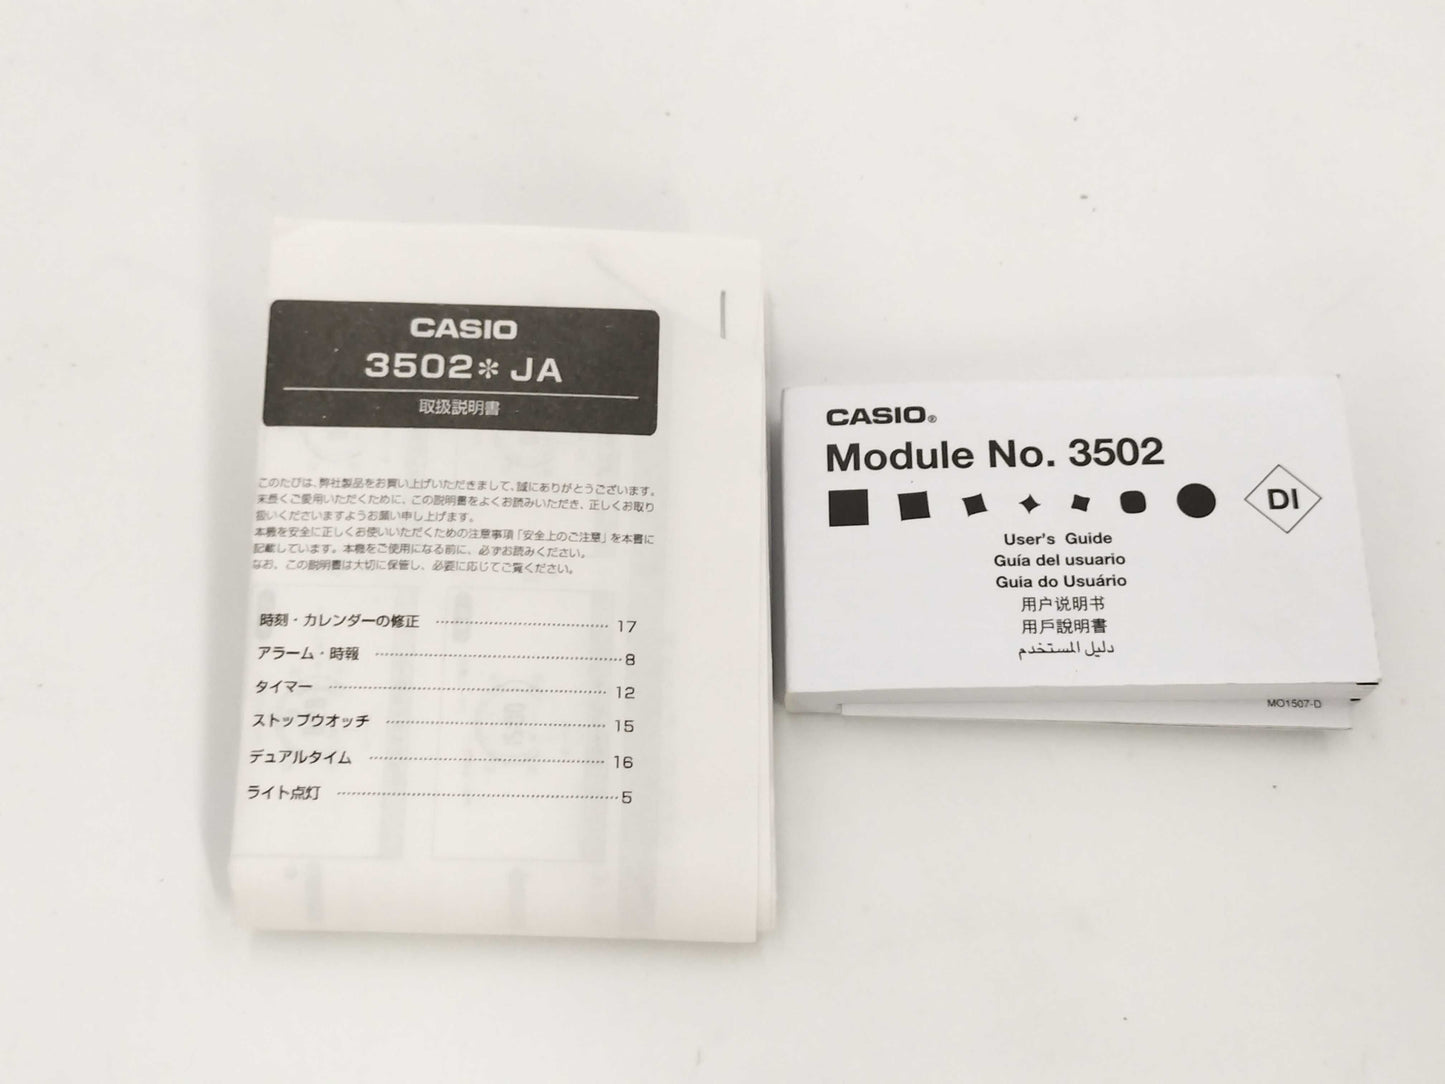 CASIO
3502* JA
取扱説明書
このたびは、弊社製品をお買い上げいただきまして、誠にありがとうございます。
末長くご愛用いただくために、この説明書をよくお読みいただき、正しくお取り
扱いくださいますようお願い申し上げます。
本機を安全に正しくお使いいただくための注意事項「安全上のご注意」を本書に
記載しています。本機をご使用になる前に、必ずお読みください。
なお、この説明書は大切に保管し、必要に応じてご覧ください。
時刻・カレンダーの修正 ........ 17
アラーム・時報 ........ 8
タイマー ........ 12
ストップウオッチ ........ 15
デュアルタイム ........ 16
ライト点灯 ........ 5
CASIO®
Module No. 3502
DI
User's Guide
Guía del usuario
Guia do Usuário
用户说明书
用戶說明書
دليل المستخدم
MO1507-D